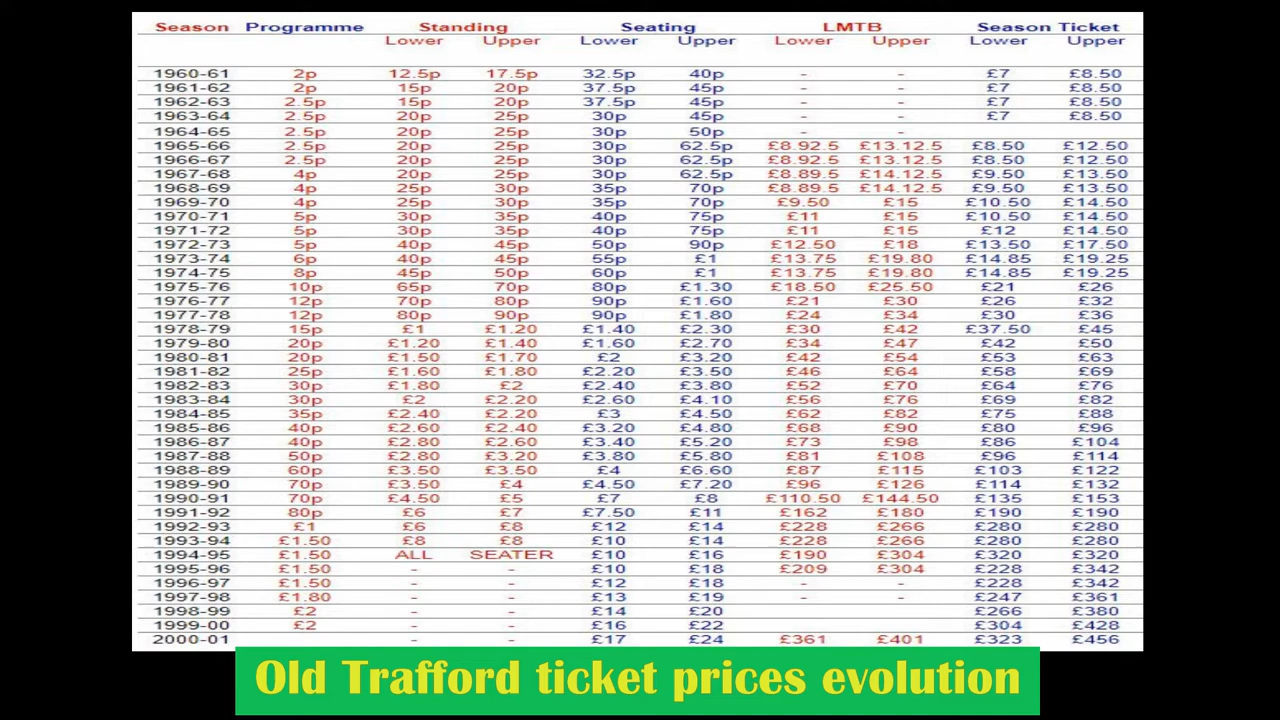 Season Programme Standing Seating LMTB Season Ticket
Lower Upper Lower Upper Lower Upper Lower Upper
1960-61 2p 12.5p 17.5p 32.5p 40p - - £7 £8.50
1961-62 2p 15p 20p 37.5p 45p - - £7 £8.50
1962-63 2.5p 15p 20p 37.5p 45p - - £7 £8.50
1963-64 2.5p 20p 25p 30p 45p - - £7 £8.50
1964-65 2.5p 20p 25p 30p 50p - -
1965-66 2.5p 20p 25p 30p 62.5p £8.92.5 £13.12.5 £8.50 £12.50
1966-67 2.5p 20p 25p 30p 62.5p £8.92.5 £13.12.5 £8.50 £12.50
1967-68 4p 20p 25p 30p 62.5p £8.89.5 £14.12.5 £9.50 £13.50
1968-69 4p 25p 30p 35p 70p £8.89.5 £14.12.5 £9.50 £13.50
1969-70 4p 25p 30p 35p 70p £9.50 £15 £10.50 £14.50
1970-71 5p 30p 35p 40p 75p £11 £15 £10.50 £14.50
1971-72 5p 30p 35p 40p 75p £11 £15 £12 £14.50
1972-73 5p 40p 45p 50p 90p £12.50 £18 £13.50 £17.50
1973-74 6p 40p 45p 55p £1 £13.75 £19.80 £14.85 £19.25
1974-75 8p 45p 50p 60p £1 £13.75 £19.80 £14.85 £19.25
1975-76 10p 65p 70p 80p £1.30 £18.50 £25.50 £21 £26
1976-77 12p 70p 80p 90p £1.60 £21 £30 £26 £32
1977-78 12p 80p 90p 90p £1.80 £24 £34 £30 £36
1978-79 15p £1 £1.20 £1.40 £2.30 £30 £42 £37.50 £45
1979-80 20p £1.20 £1.40 £1.60 £2.70 £34 £47 £42 £50
1980-81 20p £1.50 £1.70 £2 £3.20 £42 £54 £53 £63
1981-82 25p £1.60 £1.80 £2.20 £3.50 £46 £64 £58 £69
1982-83 30p £1.80 £2 £2.40 £3.80 £52 £70 £64 £76
1983-84 30p £2 £2.20 £2.60 £4.10 £56 £76 £69 £82
1984-85 35p £2.40 £2.20 £3 £4.50 £62 £82 £75 £88
1985-86 40p £2.60 £2.40 £3.20 £4.80 £68 £90 £80 £96
1986-87 40p £2.80 £2.60 £3.40 £5.20 £73 £98 £86 £104
1987-88 50p £2.80 £3.20 £3.80 £5.80 £81 £108 £96 £114
1988-89 60p £3.50 £3.50 £4 £6.60 £87 £115 £103 £122
1989-90 70p £3.50 £4 £4.50 £7.20 £96 £126 £114 £132
1990-91 70p £4.50 £5 £7 £8 £110.50 £144.50 £135 £153
1991-92 80p £6 £7 £7.50 £11 £162 £180 £190 £190
1992-93 £1 £6 £8 £12 £14 £228 £266 £280 £280
1993-94 £1.50 £8 £8 £10 £14 £228 £266 £280 £280
1994-95 £1.50 ALL SEATER £10 £16 £190 £304 £320 £320
1995-96 £1.50 - - £10 £18 £209 £304 £228 £342
1996-97 £1.50 - - £12 £18 - - £228 £342
1997-98 £1.80 - - £13 £19 - - £247 £361
1998-99 £2 - - £14 £20 £266 £380
1999-00 £2 - - £16 £22 £304 £428
2000-01 - - £17 £24 £361 £401 £323 £456
Old Trafford ticket prices evolution